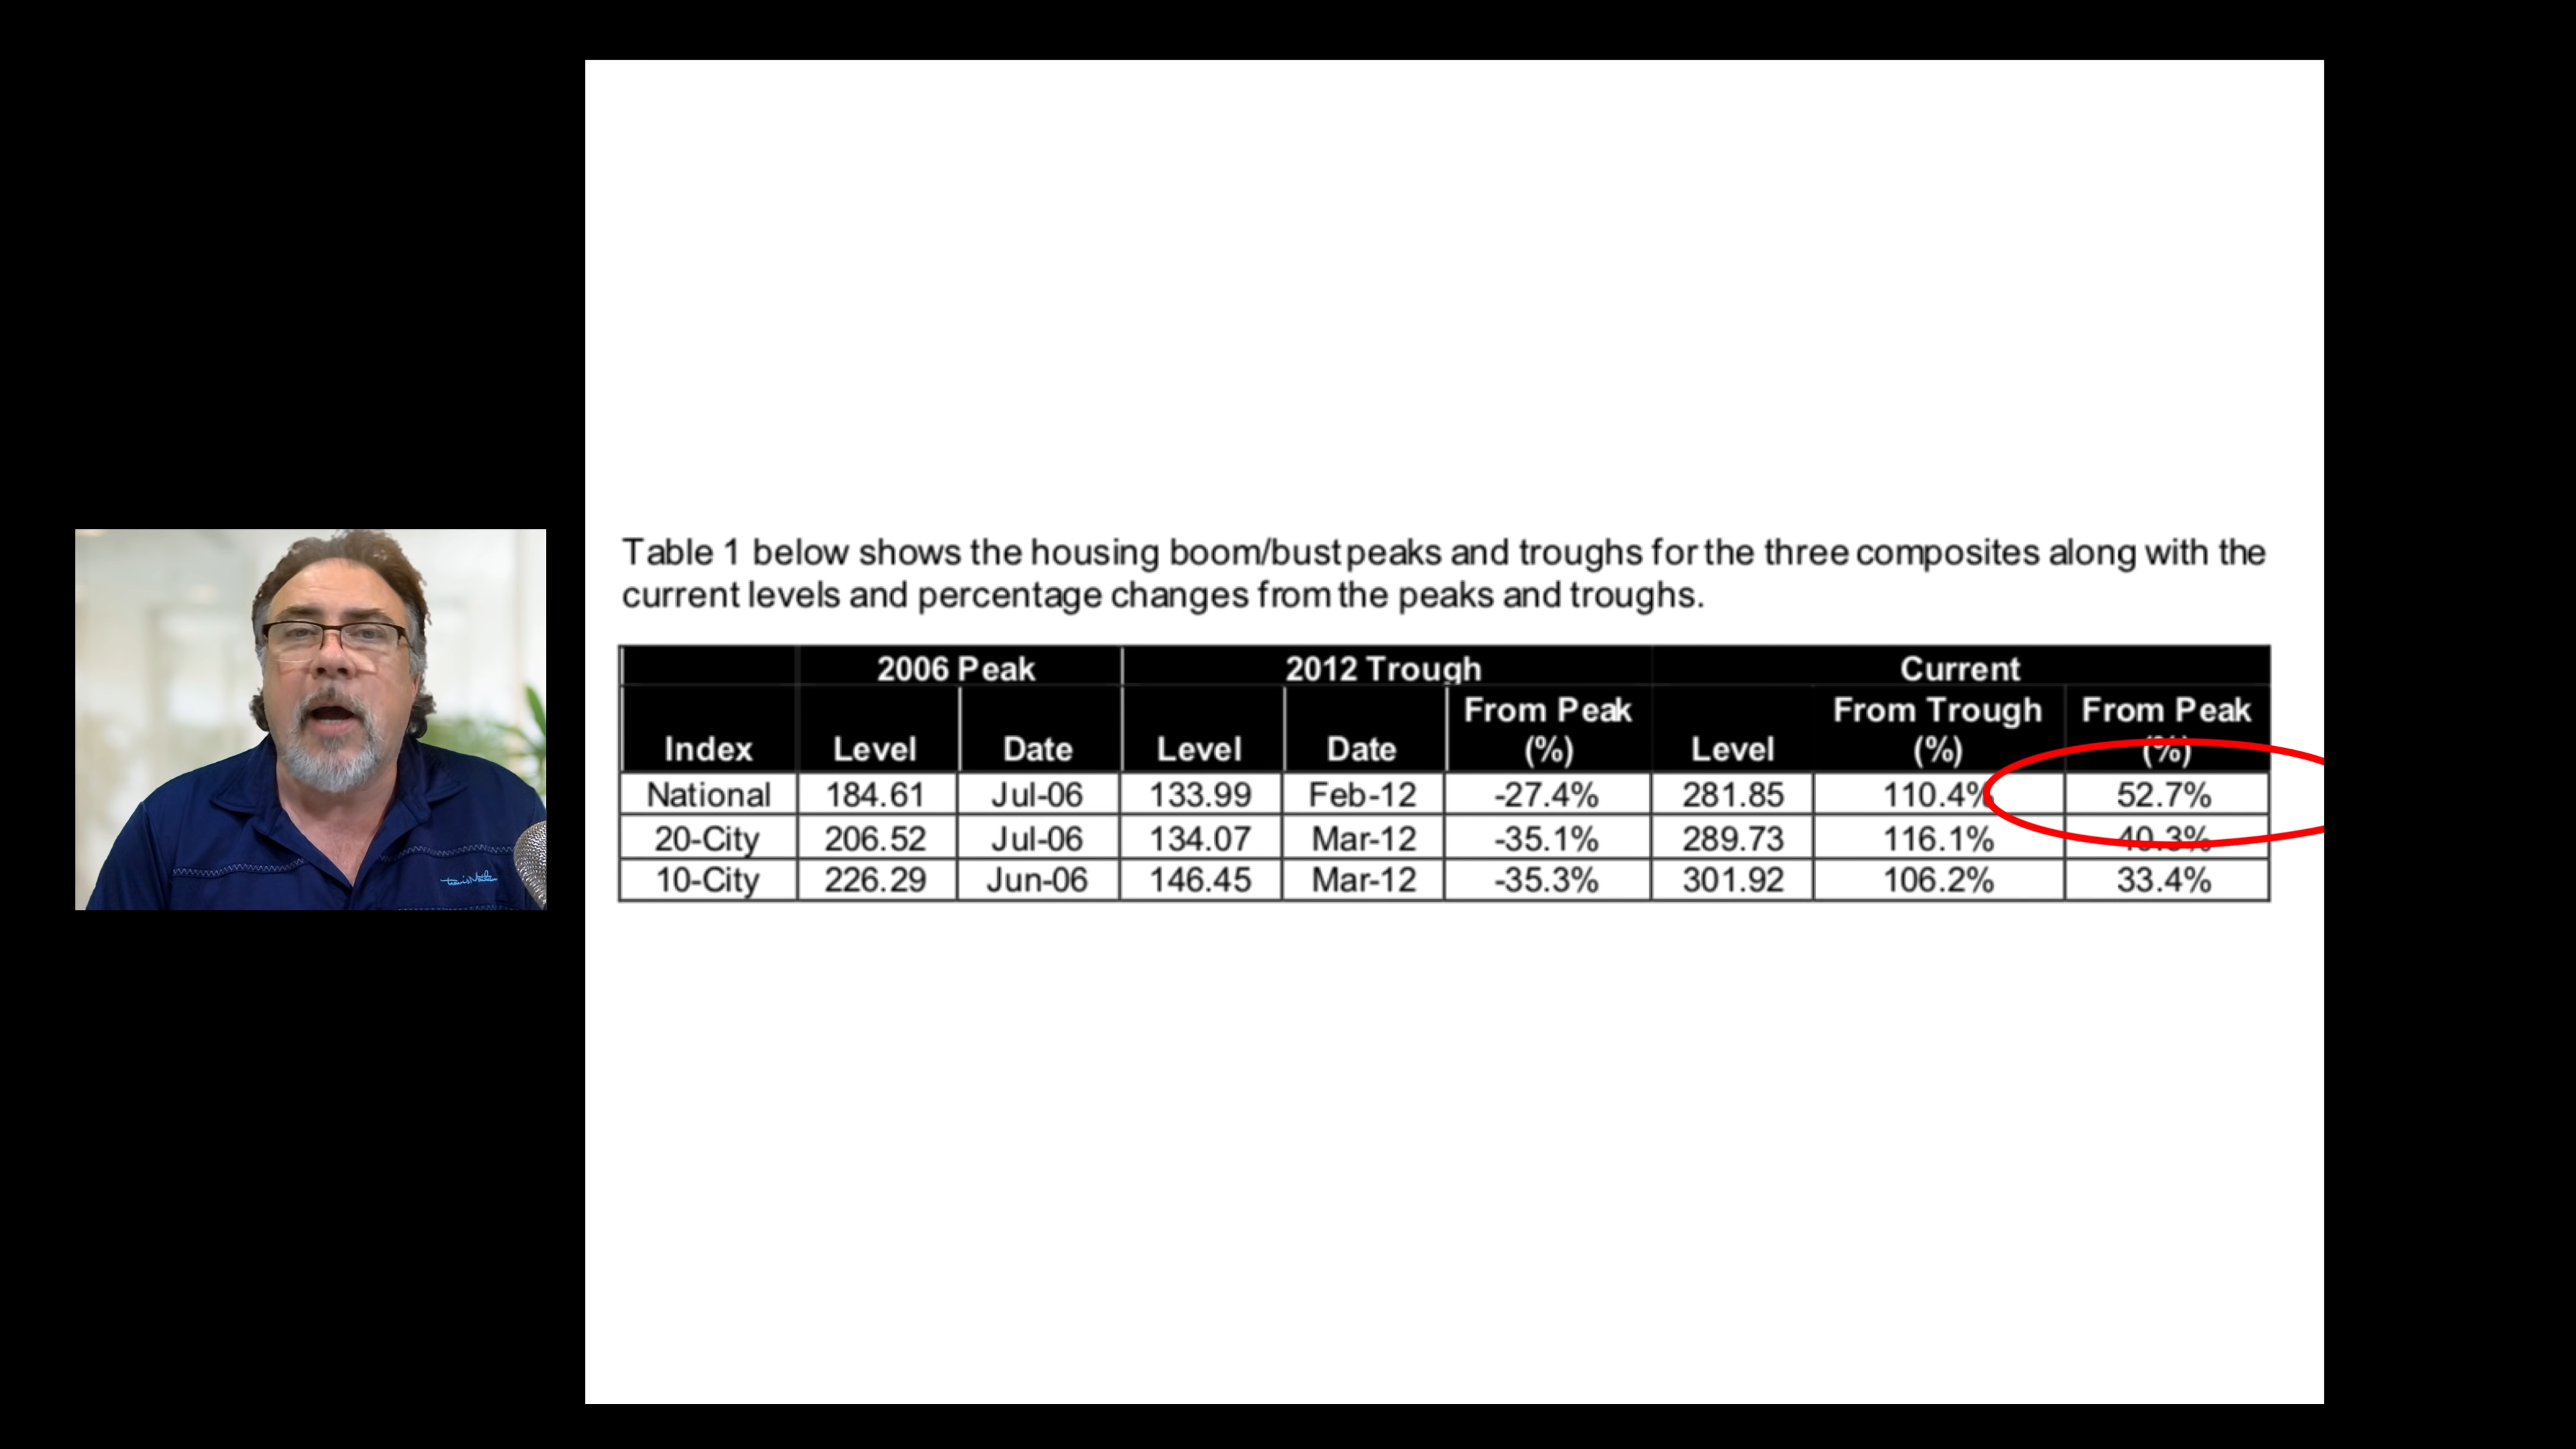 Table 1 below shows the housing boom/bust peaks and troughs for the three composites along with the
current levels and percentage changes from the peaks and troughs.
2006 Peak 2012 Trough Current
Index Level Date Level Date From Peak (%) Level From Trough (%) From Peak (%)
National 184.61 Jul-06 133.99 Feb-12 -27.4% 281.85 110.4% 52.7%
20-City 206.52 Jul-06 134.07 Mar-12 -35.1% 289.73 116.1% 40.3%
10-City 226.29 Jun-06 146.45 Mar-12 -35.3% 301.92 106.2% 33.4%